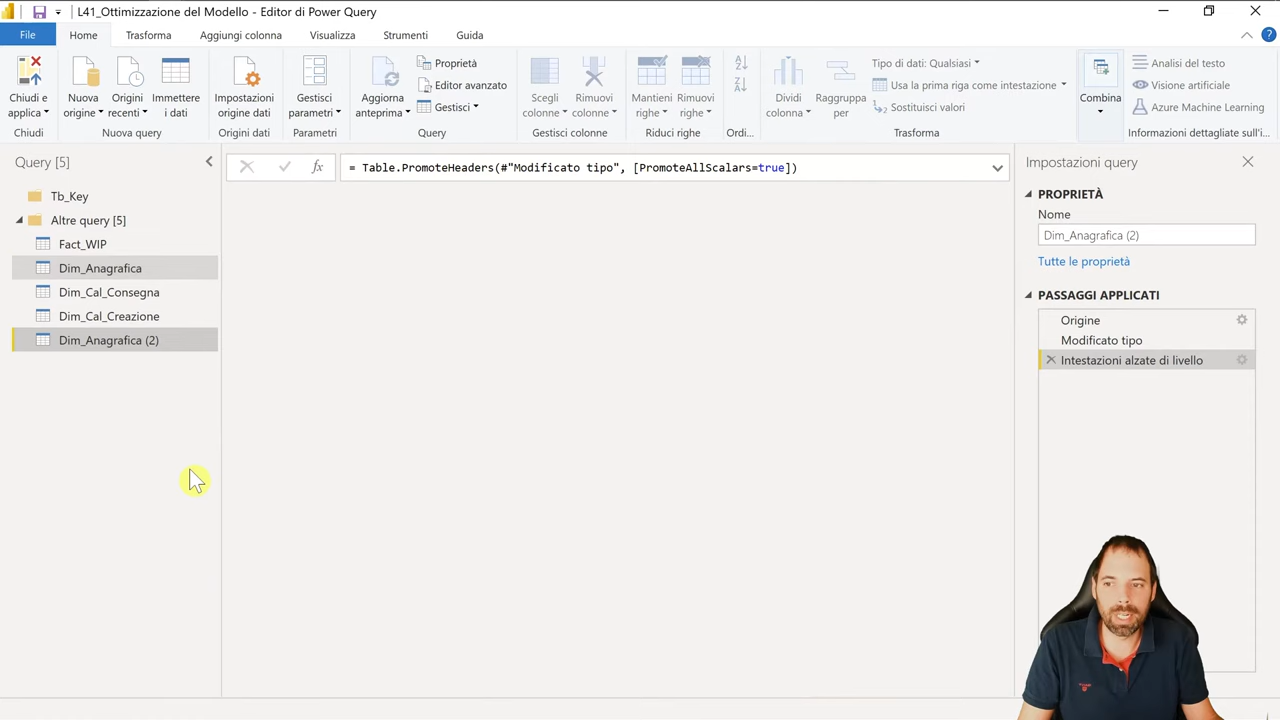 L41_Ottimizzazione del Modello - Editor di Power Query
File Home Trasforma Aggiungi colonna Visualizza Strumenti Guida
Chiudi e applica
Chiudi
Nuova origine
Origini recenti
Immettere i dati
Nuova query
Impostazioni origine dati
Origini dati
Gestisci parametri
Parametri
Aggiorna anteprima
Proprietà
Editor avanzato
Gestisci
Query
Scegli colonne
Rimuovi colonne
Gestisci colonne
Mantieni righe
Rimuovi righe
Riduci righe
Ordi...
Dividi colonna
Raggruppa per
Tipo di dati: Qualsiasi
Usa la prima riga come intestazione
Sostituisci valori
Trasforma
Combina
Analisi del testo
Visione artificiale
Azure Machine Learning
Informazioni dettagliate sull'i...
Query [5]
Tb_Key
Altre query [5]
Fact_WIP
Dim_Anagrafica
Dim_Cal_Consegna
Dim_Cal_Creazione
Dim_Anagrafica (2)
fx = Table.PromoteHeaders(#"Modificato tipo", [PromoteAllScalars=true])
Impostazioni query
PROPRIETÀ
Nome
Dim_Anagrafica (2)
Tutte le proprietà
PASSAGGI APPLICATI
Origine
Modificato tipo
Intestazioni alzate di livello